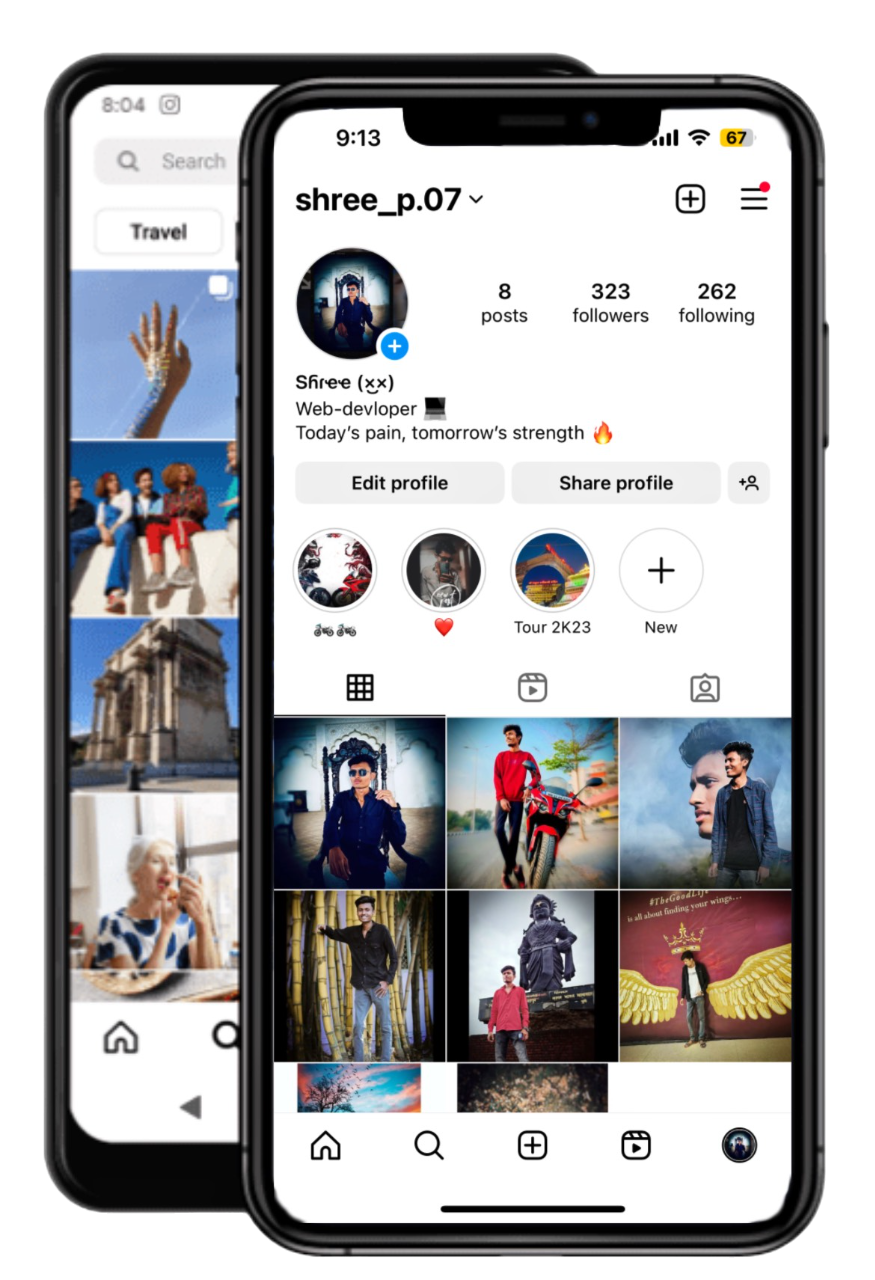 8:04
Search
Travel
9:13
67
shree_p.07
8
posts
323
followers
262
following
Shree (x̰×)
Web-devloper 💻
Today's pain, tomorrow's strength 🔥
Edit profile
Share profile
🏍️🏍️
❤️
Tour 2K23
New
#TheGoodLife
is all about finding your wings...